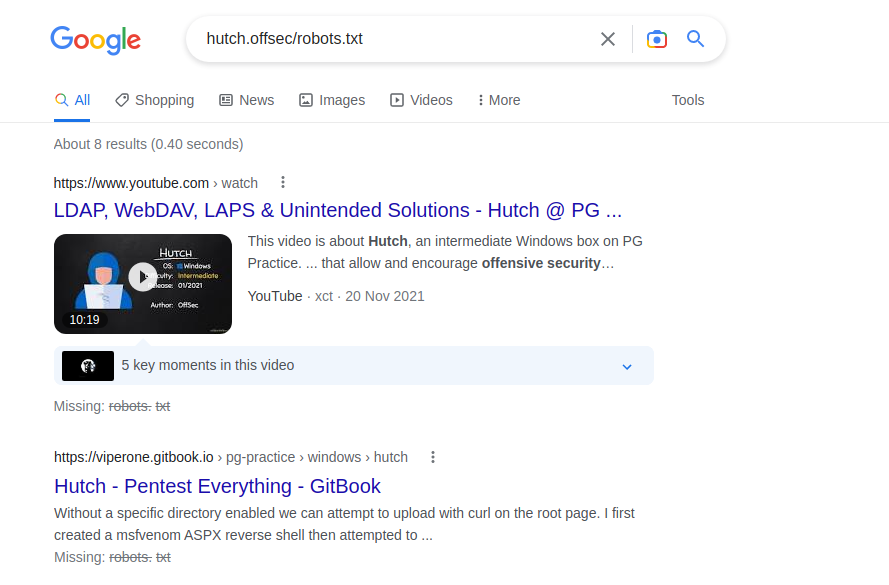 Google
hutch.offsec/robots.txt
All Shopping News Images Videos More Tools
About 8 results (0.40 seconds)
https://www.youtube.com › watch
LDAP, WebDAV, LAPS & Unintended Solutions - Hutch @ PG ...
HUTCH
OS: Windows
Intermediate
01/2021
Author: OffSec
10:19
This video is about Hutch, an intermediate Windows box on PG
Practice. ... that allow and encourage offensive security…
YouTube · xct · 20 Nov 2021
5 key moments in this video
Missing: robots. txt
https://viperone.gitbook.io › pg-practice › windows › hutch
Hutch - Pentest Everything - GitBook
Without a specific directory enabled we can attempt to upload with curl on the root page. I first
created a msfvenom ASPX reverse shell then attempted to ...
Missing: robots. txt